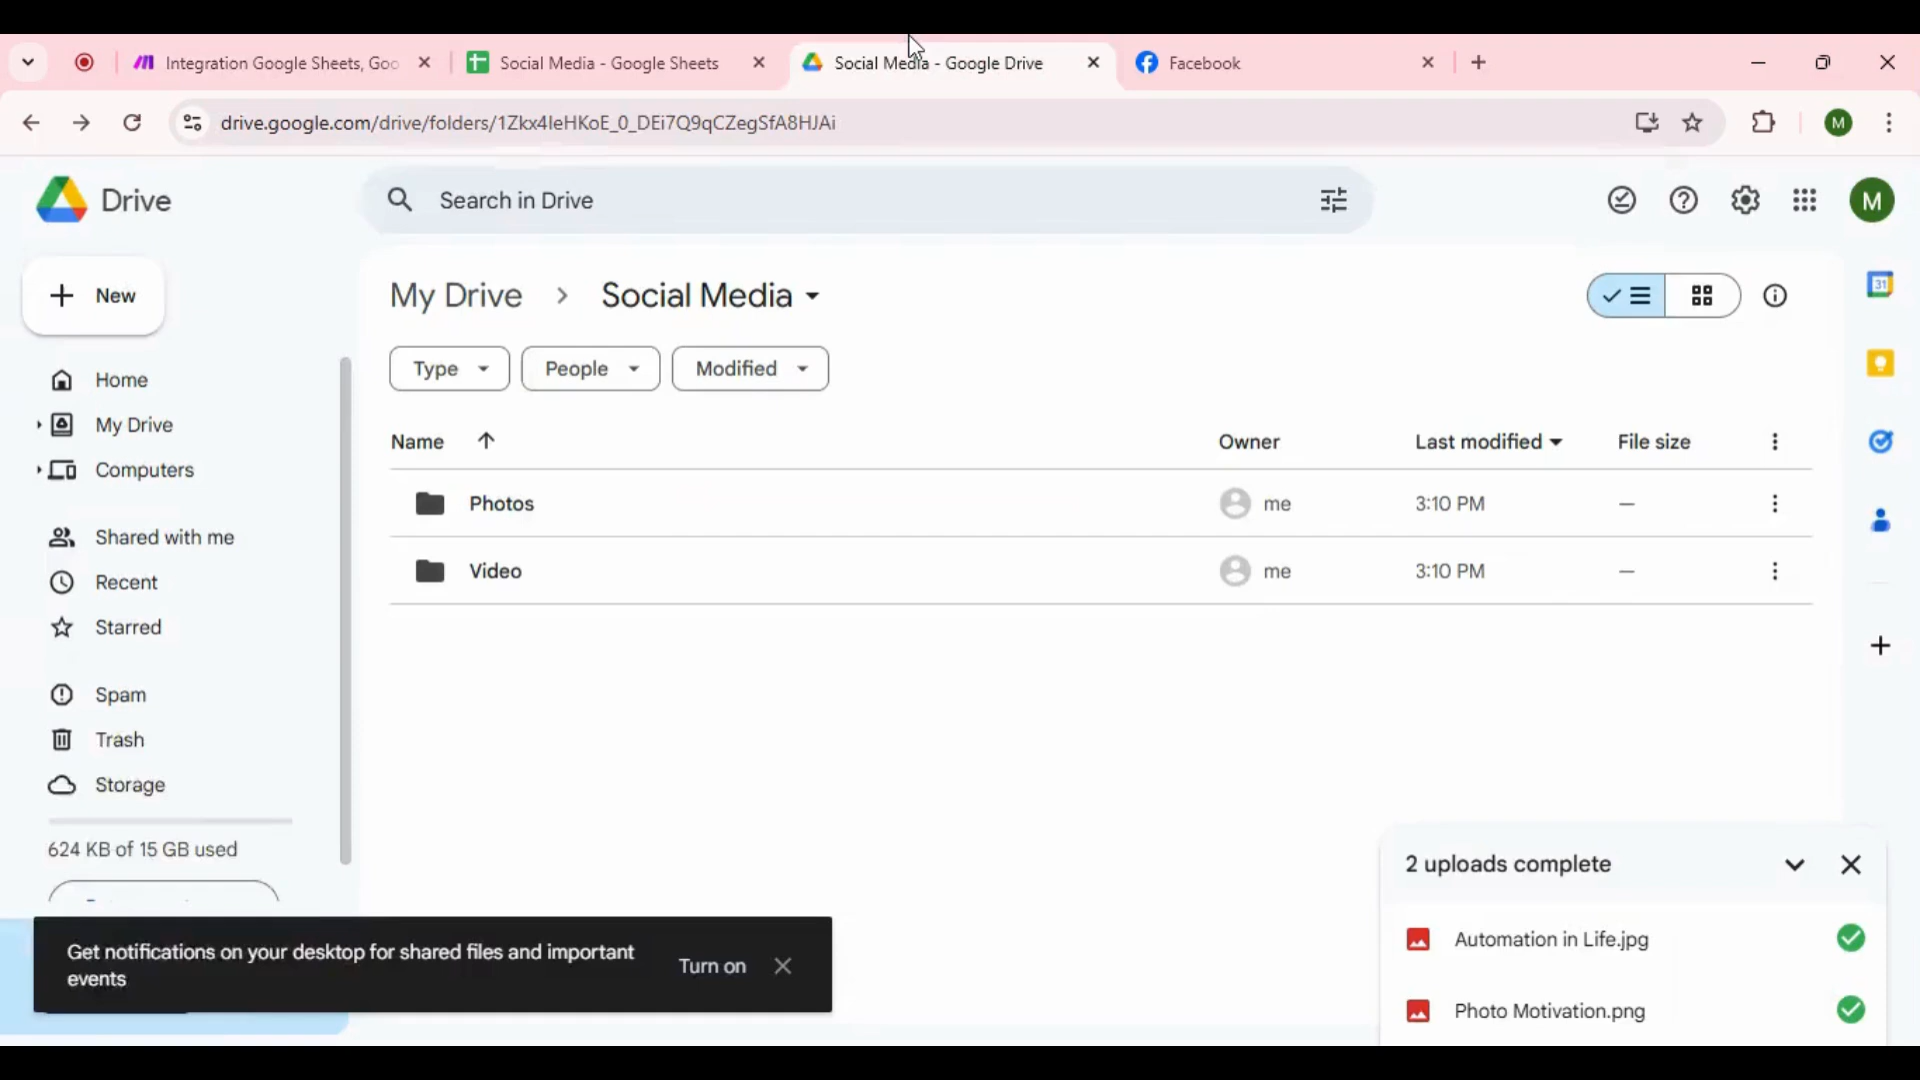 Integration Google Sheets, Goo
Social Media - Google Sheets
Social Media - Google Drive
Facebook
drive.google.com/drive/folders/1Zkx4IeHKoE_0_DEi7Q9qCZegSfA8HJAi
M
Drive
Search in Drive
M
New
My Drive
Social Media
31
Type
People
Modified
Home
My Drive
Computers
Name
Owner
Last modified
File size
Photos
me
3:10 PM
—
Video
me
3:10 PM
—
Shared with me
Recent
Starred
Spam
Trash
Storage
624 KB of 15 GB used
2 uploads complete
Automation in Life.jpg
Photo Motivation.png
Get notifications on your desktop for shared files and important
events
Turn on